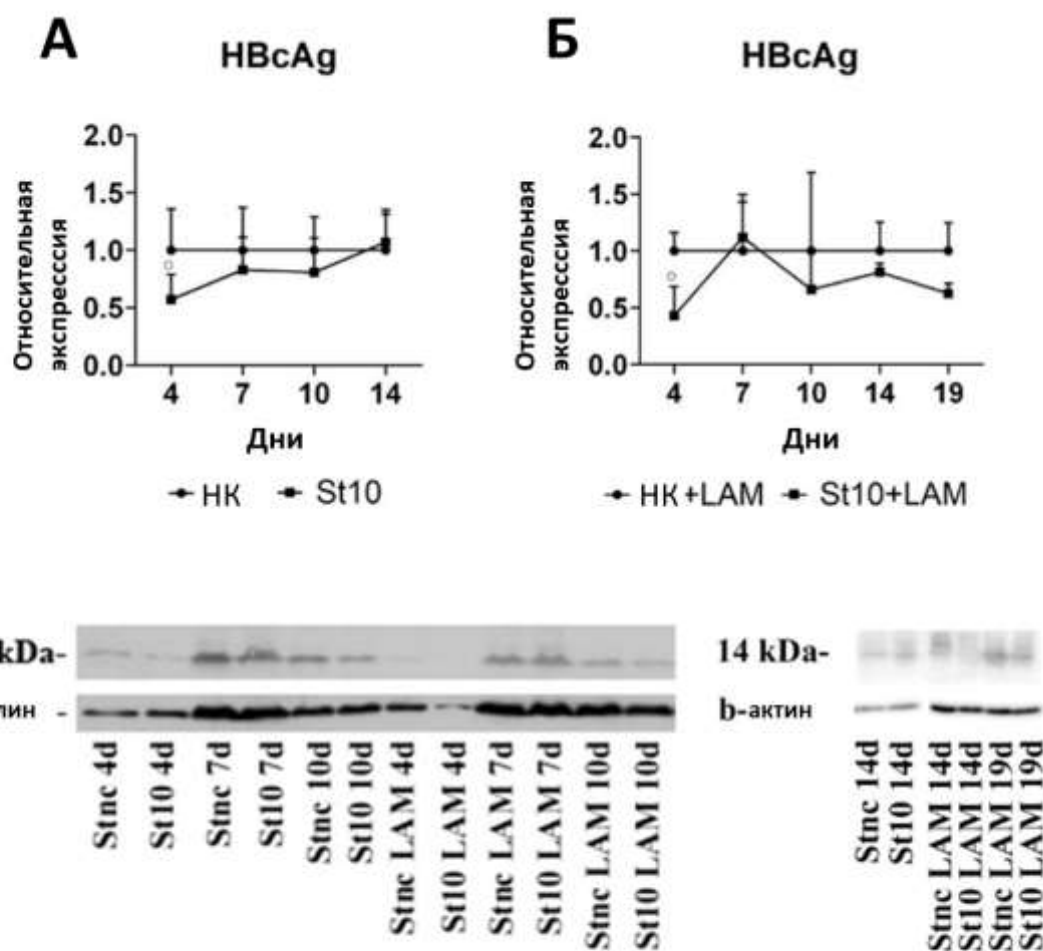 А
Б
HBcAg
HBcAg
Относительная
экспресссия
2.0
1.5
1.0
0.5
0.0
4 7 10 14
Дни
НК St10
Относительная
экспресссия
2.0
1.5
1.0
0.5
0.0
4 7 10 14 19
Дни
НК +LAM St10+LAM
kDa-
лин -
Stnc 4d
St10 4d
Stnc 7d
St10 7d
Stnc 10d
St10 10d
Stnc LAM 4d
St10 LAM 4d
Stnc LAM 7d
St10 LAM 7d
Stnc LAM 10d
St10 LAM 10d
14 kDa-
b-актин
Stnc 14d
St10 14d
Stnc LAM 14d
St10 LAM 14d
Stnc LAM 19d
St10 LAM 19d